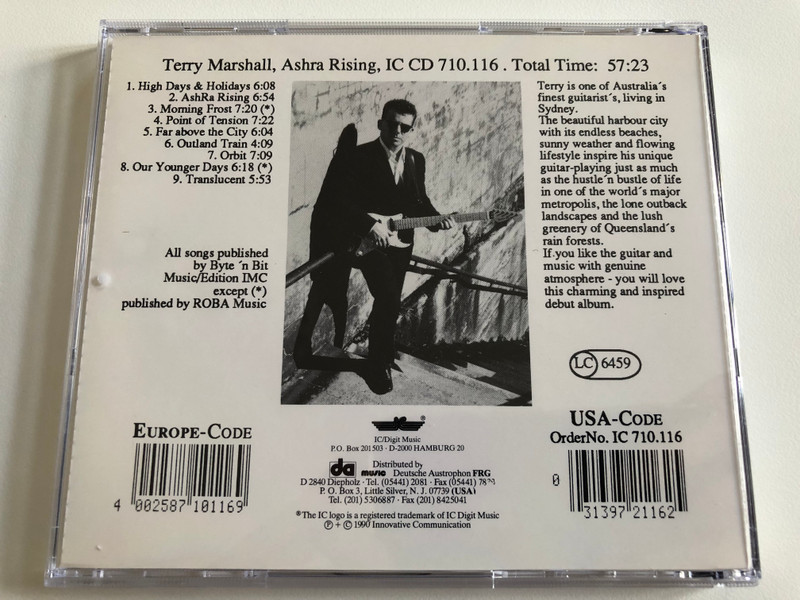 Terry Marshall, Ashra Rising, IC CD 710.116 . Total Time: 57:23
1. High Days & Holidays 6:08
2. AshRa Rising 6:54
3. Morning Frost 7:20 (*)
4. Point of Tension 7:22
5. Far above the City 6:04
6. Outland Train 4:09
7. Orbit 7:09
8. Our Younger Days 6:18 (*)
9. Translucent 5:53
All songs published
by Byte ´n Bit
Music/Edition IMC
except (*)
published by ROBA Music
Terry is one of Australia´s
finest guitarist´s, living in
Sydney.
The beautiful harbour city
with its endless beaches,
sunny weather and flowing
lifestyle inspire his unique
guitar-playing just as much
as the hustle´n bustle of life
in one of the world´s major
metropolis, the lone outback
landscapes and the lush
greenery of Queensland´s
rain forests.
If you like the guitar and
music with genuine
atmosphere - you will love
this charming and inspired
debut album.
LC 6459
EUROPE-CODE
4 002587 101169
IC
®
IC/Digit Music
P.O. Box 201503 · D-2000 HAMBURG 20
da music
Distributed by
Deutsche Austrophon FRG
D 2840 Diepholz · Tel. (05441) 2081 · Fax (05441)
P. O. Box 3, Little Silver, N. J. 07739 (USA)
Tel. (201) 5306887 · Fax (201) 8425041
®The IC logo is a registered trademark of IC Digit Music
℗ + © 1990 Innovative Communication
USA-CODE
OrderNo. IC 710.116
0 31397 21162